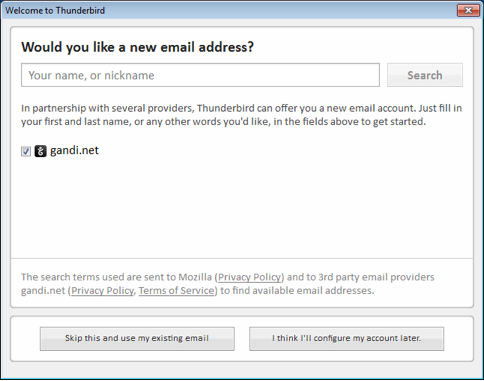 Welcome to Thunderbird
Would you like a new email address?
Your name, or nickname
Search
In partnership with several providers, Thunderbird can offer you a new email account. Just fill in
your first and last name, or any other words you'd like, in the fields above to get started.
gandi.net
The search terms used are sent to Mozilla (Privacy Policy) and to 3rd party email providers
gandi.net (Privacy Policy, Terms of Service) to find available email addresses.
Skip this and use my existing email
I think I'll configure my account later.